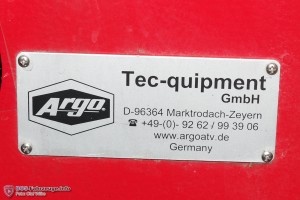 Argo
Tec-quipment
GmbH
D-96364 Marktrodach-Zeyern
☎ +49-(0)- 92 62 / 99 39 06
www.argoatv.de
Germany